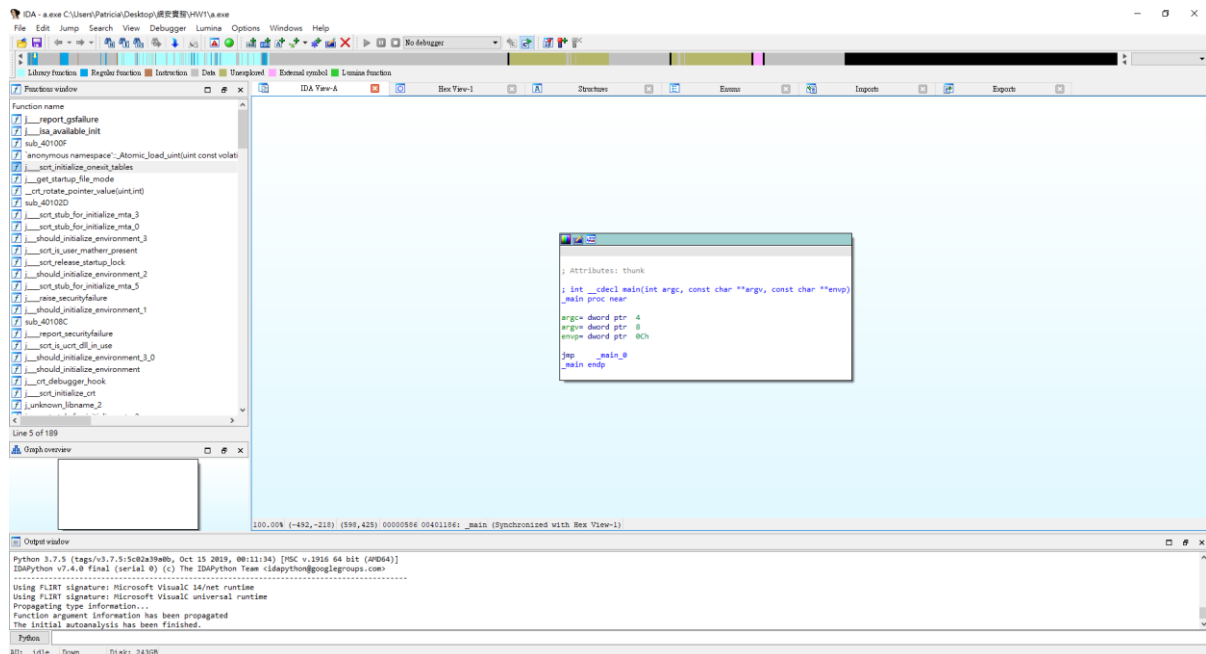 IDA - a.exe C:\Users\Patricia\Desktop\網安實務\HW1\a.exe
File Edit Jump Search View Debugger Lumina Options Windows Help
No debugger
Library function Regular function Instruction Data Unexplored External symbol Lumina function
Functions window
IDA View-A Hex View-1 Structures Enums Imports Exports
Function name
j___report_gsfailure
j___isa_available_init
sub_40100F
`anonymous namespace'::_Atomic_load_uint(uint const volati
j___scrt_initialize_onexit_tables
j___get_startup_file_mode
__crt_rotate_pointer_value(uint,int)
sub_40102D
j___scrt_stub_for_initialize_mta_3
j___scrt_stub_for_initialize_mta_0
j___should_initialize_environment_3
j___scrt_is_user_matherr_present
j___scrt_release_startup_lock
j___should_initialize_environment_2
j___scrt_stub_for_initialize_mta_5
j___raise_securityfailure
j___should_initialize_environment_1
sub_40108C
j___report_securityfailure
j___scrt_is_ucrt_dll_in_use
j___should_initialize_environment_3_0
j___should_initialize_environment
j___crt_debugger_hook
j___scrt_initialize_crt
j_unknown_libname_2
Line 5 of 189
Graph overview
; Attributes: thunk
; int __cdecl main(int argc, const char **argv, const char **envp)
_main proc near
argc= dword ptr 4
argv= dword ptr 8
envp= dword ptr 0Ch
jmp _main_0
_main endp
100.00% (-492,-218) (598,425) 00000586 00401186: _main (Synchronized with Hex View-1)
Output window
Python 3.7.5 (tags/v3.7.5:5c02a39a0b, Oct 15 2019, 00:11:34) [MSC v.1916 64 bit (AMD64)]
IDAPython v7.4.0 final (serial 0) (c) The IDAPython Team <idapython@googlegroups.com>
Using FLIRT signature: Microsoft VisualC 14/net runtime
Using FLIRT signature: Microsoft VisualC universal runtime
Propagating type information...
Function argument information has been propagated
The initial autoanalysis has been finished.
Python
AU: idle Down Disk: 243GB